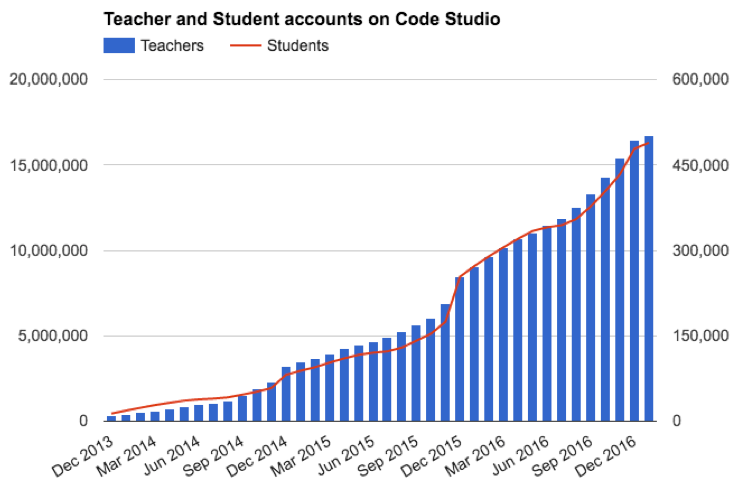 Teacher and Student accounts on Code Studio
Teachers Students
20,000,000 600,000
15,000,000 450,000
10,000,000 300,000
5,000,000 150,000
0 0
Dec 2013 Mar 2014 Jun 2014 Sep 2014 Dec 2014 Mar 2015 Jun 2015 Sep 2015 Dec 2015 Mar 2016 Jun 2016 Sep 2016 Dec 2016